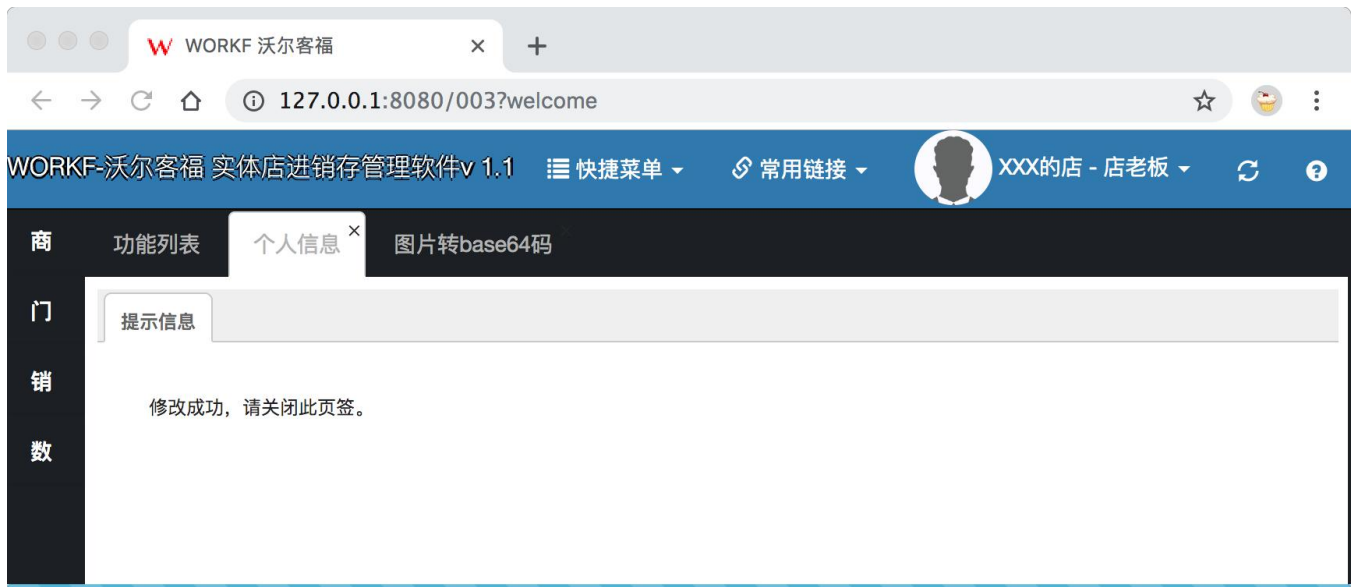 WORKF 沃尔客福
127.0.0.1:8080/003?welcome
WORKF-沃尔客福 实体店进销存管理软件v 1.1 快捷菜单 常用链接 XXX的店 - 店老板
商 功能列表 个人信息 图片转base64码
门 提示信息
销
修改成功，请关闭此页签。
数